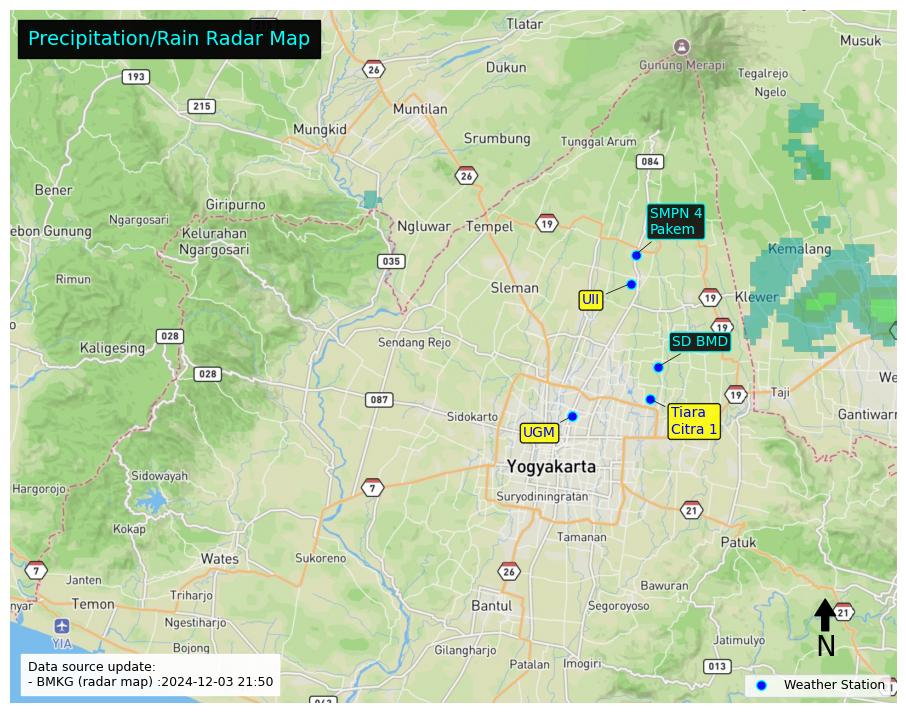 Precipitation/Rain Radar Map
Tlatar
Musuk
Gunung Merapi
26
Dukun
Tegalrejo
193
Ngelo
215
Muntilan
Mungkid
Srumbung
Tunggal Arum
084
26
Bener
Giripurno
SMPN 4
Pakem
Ngargosari
Ngluwar
Tempel
19
ebon Gunung
Kelurahan
Ngargosari
Kemalang
035
Rimun
Sleman
UII
19
Klewer
19
028
Sendang Rejo
SD BMD
Kaligesing
028
We
087
19
Taji
Sidokarto
Tiara
Citra 1
Gantiwarn
UGM
Yogyakarta
Sidowayah
Hargorojo
7
Suryodiningratan
21
Kokap
Tamanan
Patuk
Wates
Sukoreno
7
26
Janten
Bawuran
Triharjo
nyar
Temon
Bantul
Segoroyoso
21
Ngestiharjo
YIA
Jatimulyo
N
Bojong
Gilangharjo
Patalan
Imogiri
013
Data source update:
- BMKG (radar map) :2024-12-03 21:50
Weather Station